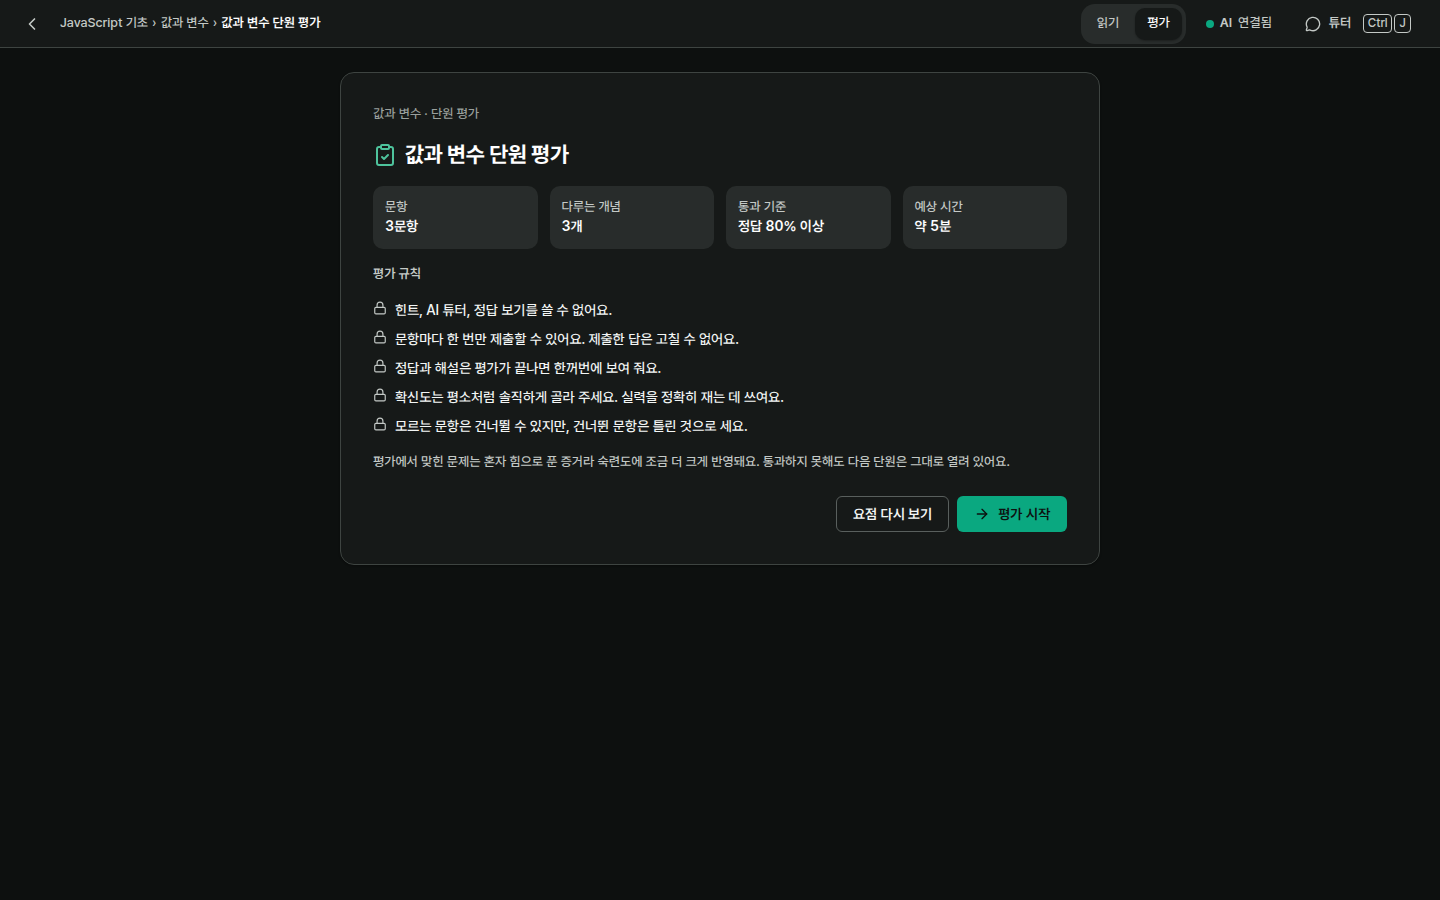 JavaScript 기초 › 값과 변수 › 값과 변수 단원 평가
읽기
평가
AI 연결됨
튜터
Ctrl J
값과 변수 · 단원 평가
값과 변수 단원 평가
문항
3문항
다루는 개념
3개
통과 기준
정답 80% 이상
예상 시간
약 5분
평가 규칙
힌트, AI 튜터, 정답 보기를 쓸 수 없어요.
문항마다 한 번만 제출할 수 있어요. 제출한 답은 고칠 수 없어요.
정답과 해설은 평가가 끝나면 한꺼번에 보여 줘요.
확신도는 평소처럼 솔직하게 골라 주세요. 실력을 정확히 재는 데 쓰여요.
모르는 문항은 건너뛸 수 있지만, 건너뛴 문항은 틀린 것으로 세요.
평가에서 맞힌 문제는 혼자 힘으로 푼 증거라 숙련도에 조금 더 크게 반영돼요. 통과하지 못해도 다음 단원은 그대로 열려 있어요.
요점 다시 보기
평가 시작